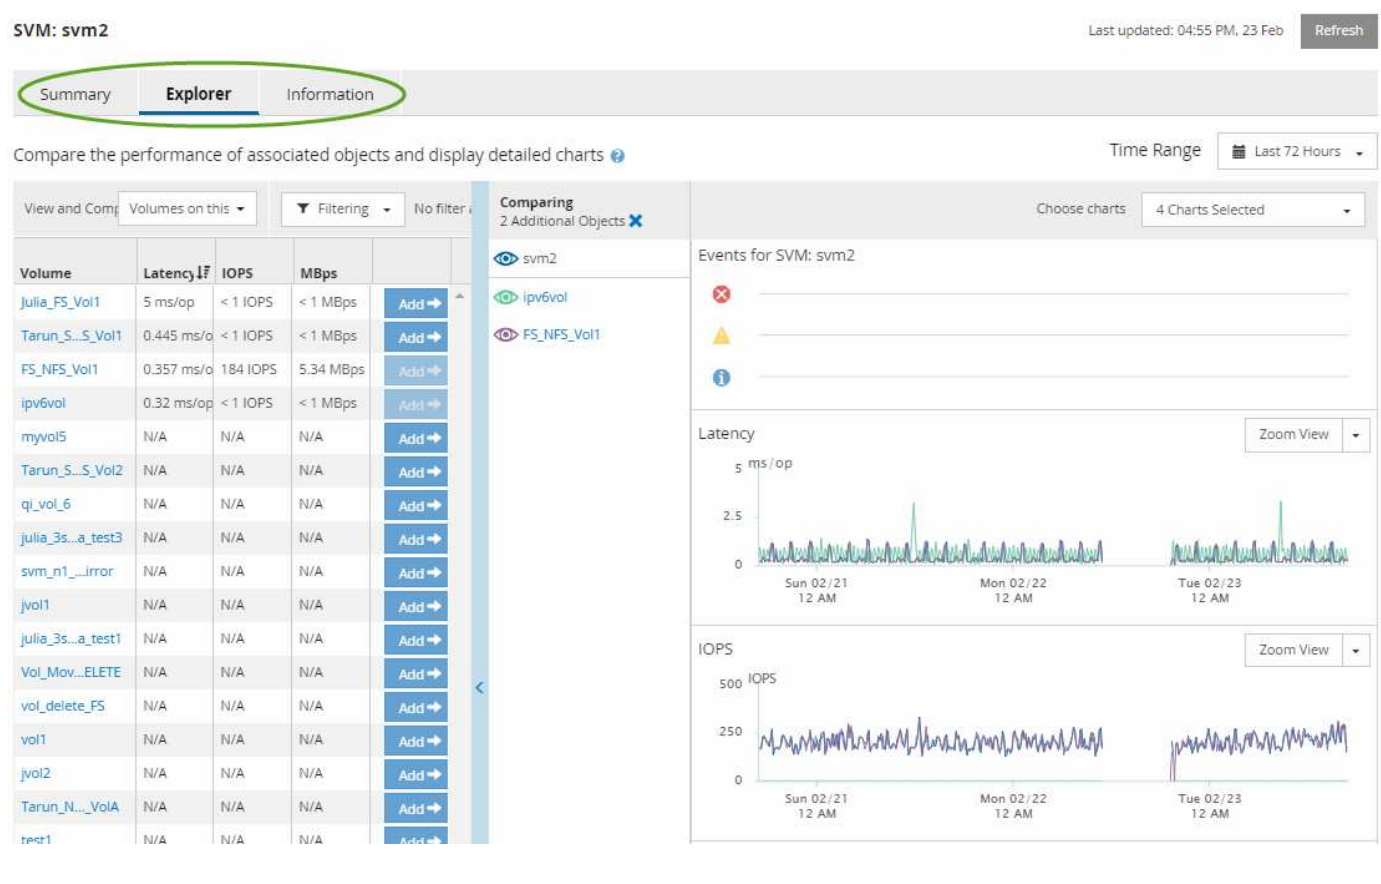 SVM: svm2
Last updated: 04:55 PM, 23 Feb
Refresh
Summary
Explorer
Information
Compare the performance of associated objects and display detailed charts ?
Time Range
Last 72 Hours
View and Comp
Volumes on this
Filtering
No filter
Comparing
2 Additional Objects
Choose charts
4 Charts Selected
Volume Latency IOPS MBps
Julia_FS_Vol1 5 ms/op < 1 IOPS < 1 MBps Add
Tarun_S...S_Vol1 0.445 ms/o < 1 IOPS < 1 MBps Add
FS_NFS_Vol1 0.357 ms/o 184 IOPS 5.34 MBps Add
ipv6vol 0.32 ms/op < 1 IOPS < 1 MBps Add
myvol5 N/A N/A N/A Add
Tarun_S...S_Vol2 N/A N/A N/A Add
qi_vol_6 N/A N/A N/A Add
julia_3s...a_test3 N/A N/A N/A Add
svm_n1_...irror N/A N/A N/A Add
jvol1 N/A N/A N/A Add
julia_3s...a_test1 N/A N/A N/A Add
Vol_Mov...ELETE N/A N/A N/A Add
vol_delete_FS N/A N/A N/A Add
vol1 N/A N/A N/A Add
jvol2 N/A N/A N/A Add
Tarun_N..._VolA N/A N/A N/A Add
test1 N/A N/A N/A Add
svm2
ipv6vol
FS_NFS_Vol1
Events for SVM: svm2
Latency
Zoom View
5 ms/op
2.5
0
Sun 02/21 Mon 02/22 Tue 02/23
12 AM 12 AM 12 AM
IOPS
Zoom View
500 IOPS
250
0
Sun 02/21 Mon 02/22 Tue 02/23
12 AM 12 AM 12 AM